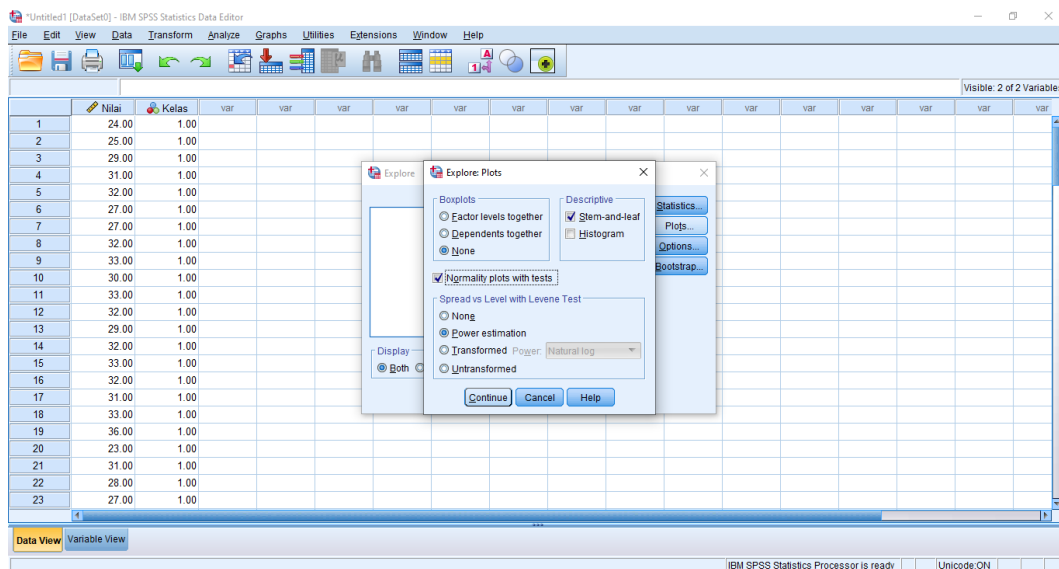 *Untitled1 [DataSet0] - IBM SPSS Statistics Data Editor
File Edit View Data Transform Analyze Graphs Utilities Extensions Window Help
Visible: 2 of 2 Variables
Nilai Kelas var var var var var var var var var var var var var var
1 24.00 1.00
2 25.00 1.00
3 29.00 1.00
4 31.00 1.00
5 32.00 1.00
6 27.00 1.00
7 27.00 1.00
8 32.00 1.00
9 33.00 1.00
10 30.00 1.00
11 33.00 1.00
12 32.00 1.00
13 29.00 1.00
14 32.00 1.00
15 33.00 1.00
16 32.00 1.00
17 31.00 1.00
18 33.00 1.00
19 36.00 1.00
20 23.00 1.00
21 31.00 1.00
22 28.00 1.00
23 27.00 1.00
Explore
Display
Both
Statistics...
Plots...
Options...
Bootstrap...
Explore: Plots
Boxplots
Factor levels together
Dependents together
None
Descriptive
Stem-and-leaf
Histogram
Normality plots with tests
Spread vs Level with Levene Test
None
Power estimation
Transformed Power: Natural log
Untransformed
Continue Cancel Help
Data View Variable View
IBM SPSS Statistics Processor is ready Unicode:ON